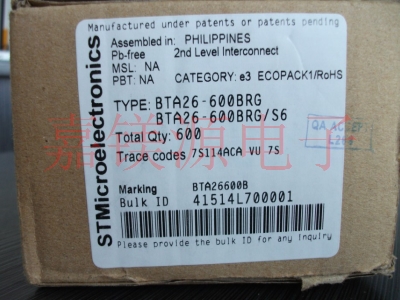 Manufactured under patents or patents pending
STMicroelectronics
Assembled in: PHILIPPINES
Pb-free 2nd Level Interconnect
MSL: NA
PBT: NA CATEGORY: e3 ECOPACK1/RoHS
TYPE: BTA26-600BRG
BTA26-600BRG/S6
Total Qty: 600
Trace codes 7S114ACA VU 7S
Marking BTA26600B
Bulk ID 41514L700001
Please provide the bulk ID for any inquiry
嘉镁源电子